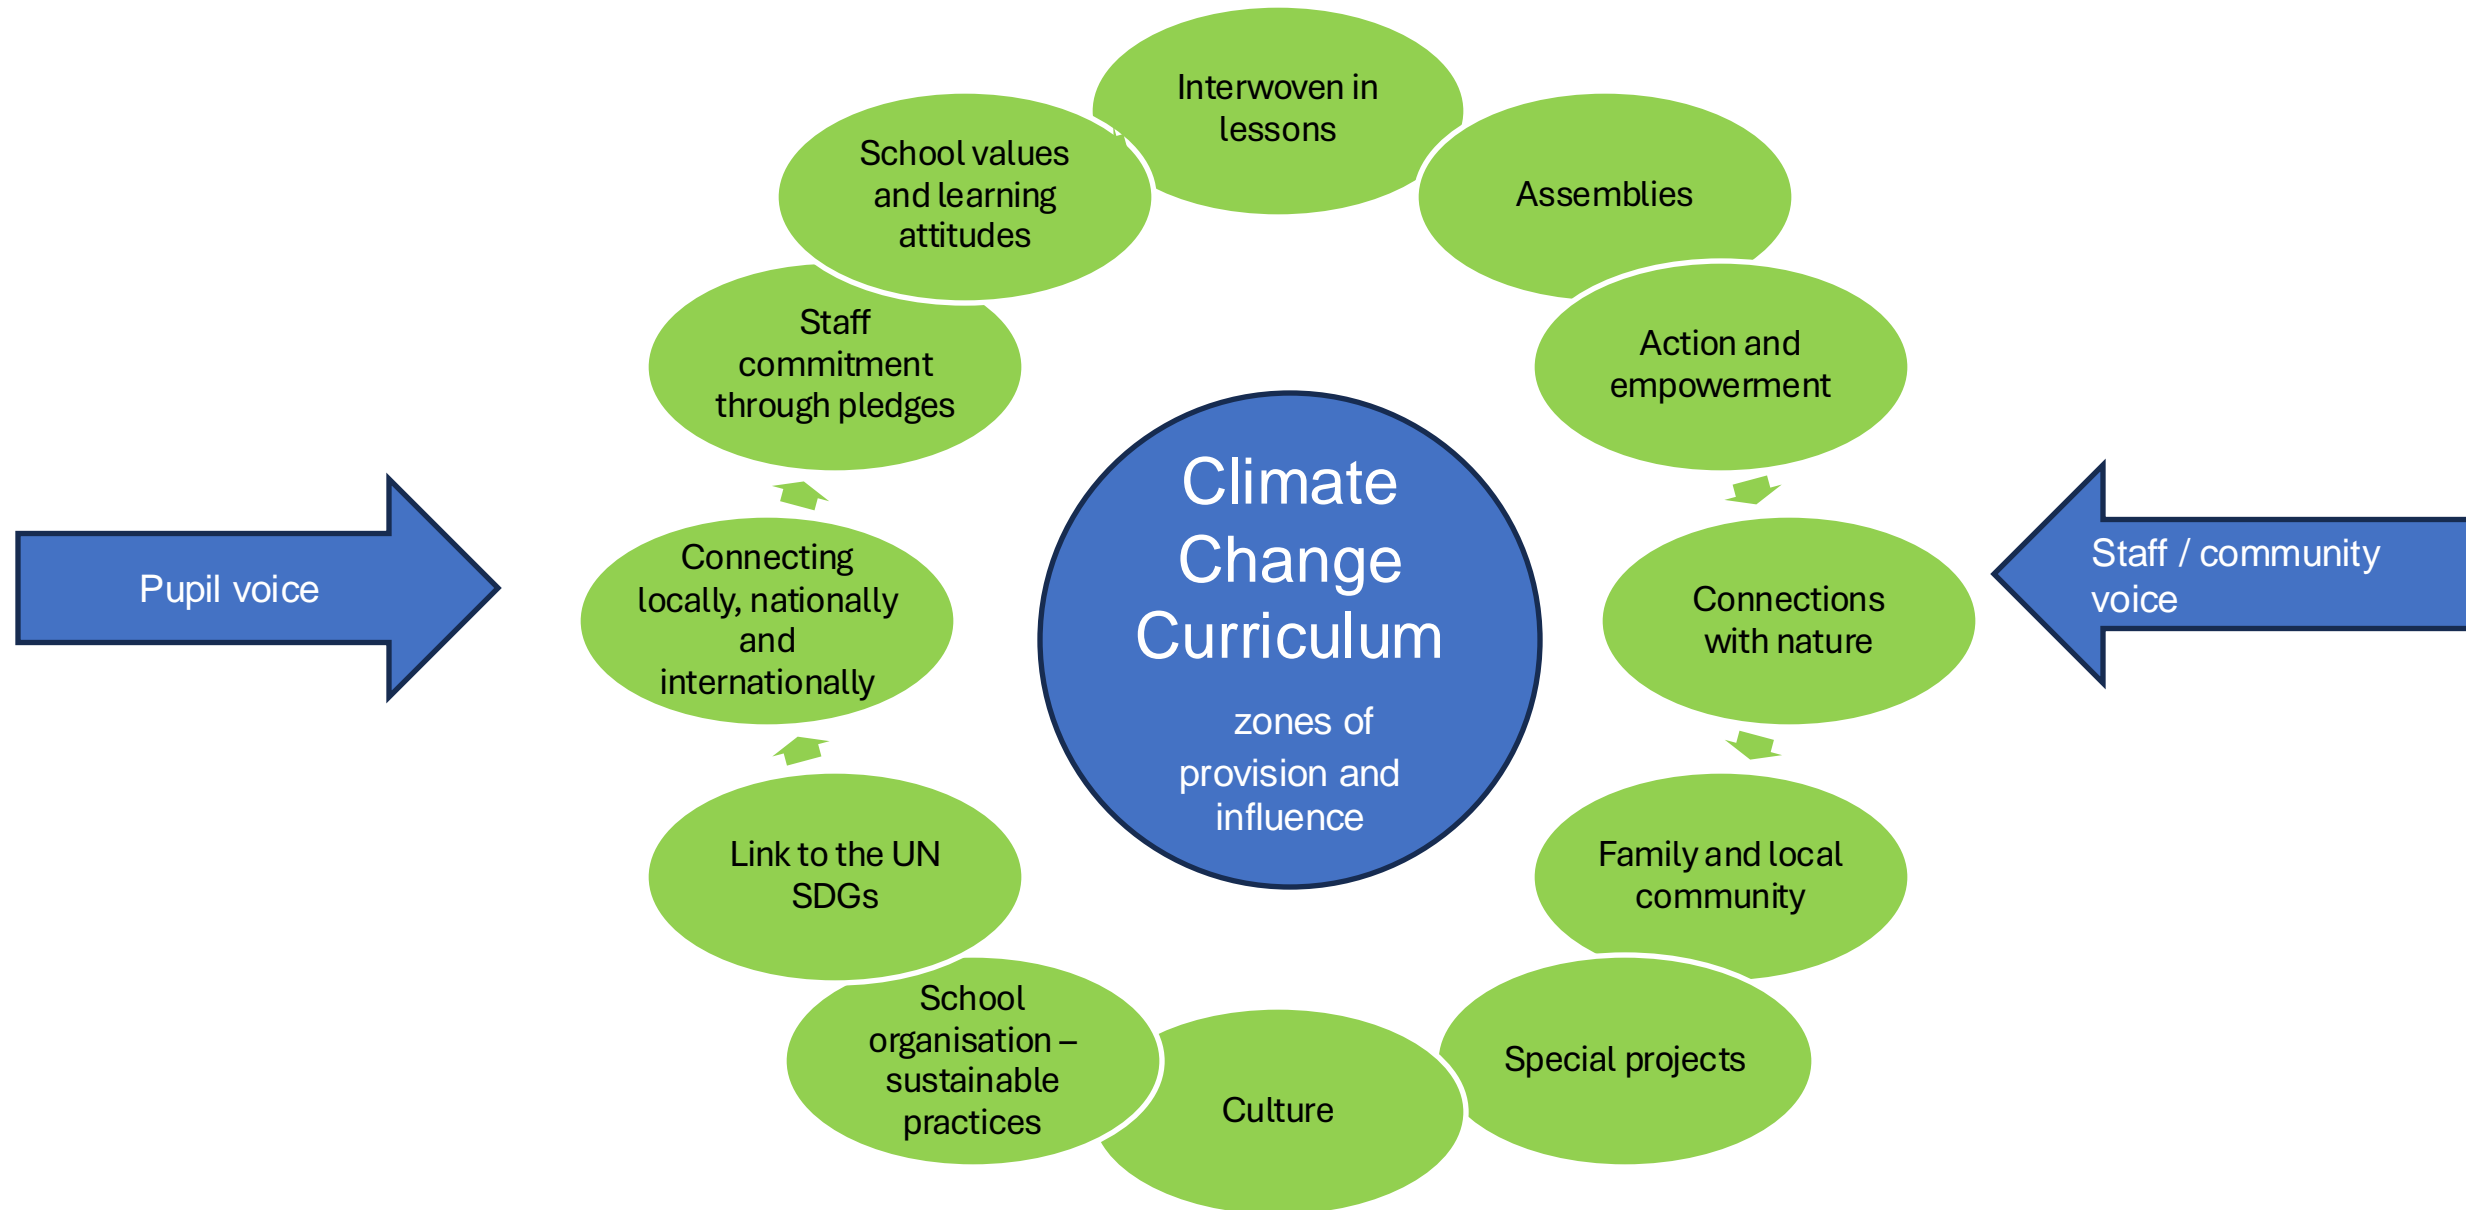 Interwoven in
lessons
Assemblies
Action and
empowerment
Connections
with nature
Family and local
community
Special projects
Culture
School
organisation –
sustainable
practices
Link to the UN
SDGs
Connecting
locally, nationally
and
internationally
Staff
commitment
through pledges
School values
and learning
attitudes
Climate
Change
Curriculum
zones of
provision and
influence
Pupil voice
Staff / community
voice